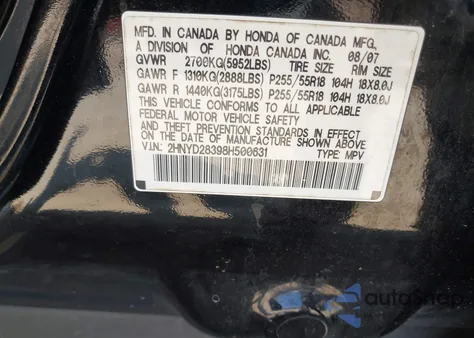 MFD. IN CANADA BY HONDA OF CANADA MFG.,
A DIVISION OF HONDA CANADA INC. 08/07
GVWR 2700KG(5952LBS) TIRE SIZE RIM SIZE
GAWR F 1310KG(2888LBS) P255/55R18 104H 18X8.0J
GAWR R 1440KG(3175LBS) P255/55R18 104H 18X8.0J
THIS VEHICLE CONFORMS TO ALL APPLICABLE
FEDERAL MOTOR VEHICLE SAFETY
AND THEFT PREVENTION STANDARDS IN EFFECT
ON THE DATE OF MANUFACTURE SHOWN ABOVE.
V.I.N.: 2HNYD28398H500631 TYPE: MPV
autoSnap